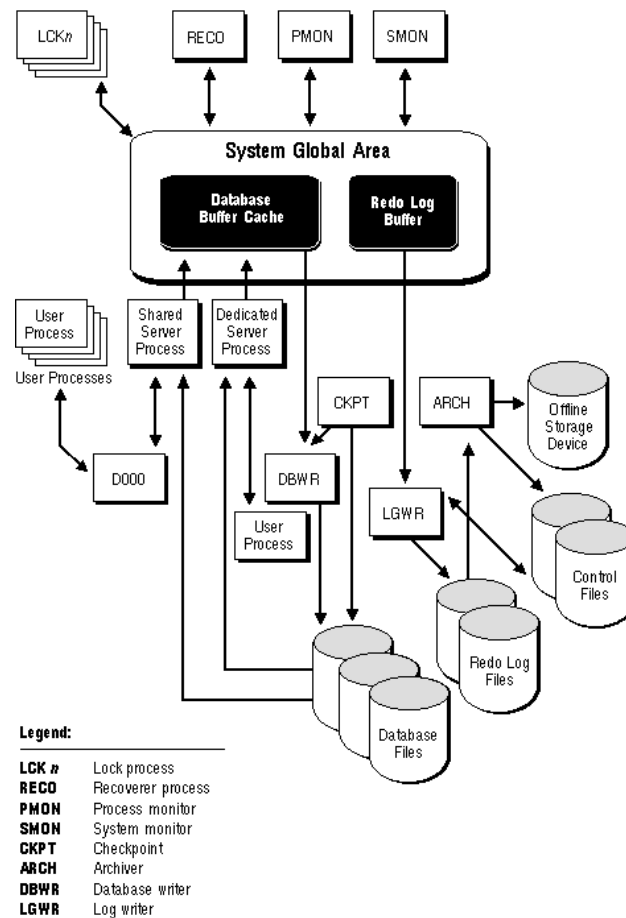 LCKn
RECO
PMON
SMON
System Global Area
Database
Buffer Cache
Redo Log
Buffer
User
Process
User Processes
Shared
Server
Process
Dedicated
Server
Process
CKPT
ARCH
Offline
Storage
Device
D000
DBWR
User
Process
LGWR
Control
Files
Redo Log
Files
Database
Files
Legend:
LCK n Lock process
RECO Recoverer process
PMON Process monitor
SMON System monitor
CKPT Checkpoint
ARCH Archiver
DBWR Database writer
LGWR Log writer